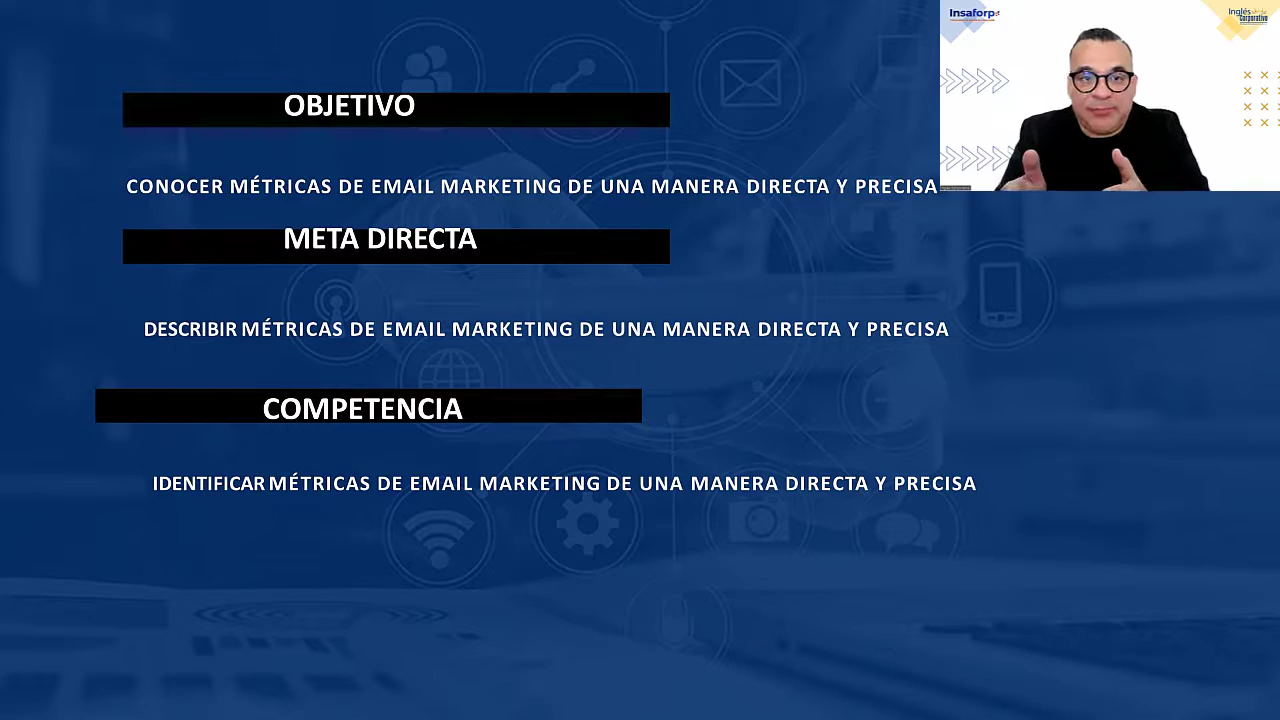 OBJETIVO
CONOCER MÉTRICAS DE EMAIL MARKETING DE UNA MANERA DIRECTA Y PRECISA
META DIRECTA
DESCRIBIR MÉTRICAS DE EMAIL MARKETING DE UNA MANERA DIRECTA Y PRECISA
COMPETENCIA
IDENTIFICAR MÉTRICAS DE EMAIL MARKETING DE UNA MANERA DIRECTA Y PRECISA
Insaforp
Inglés
Corporativo